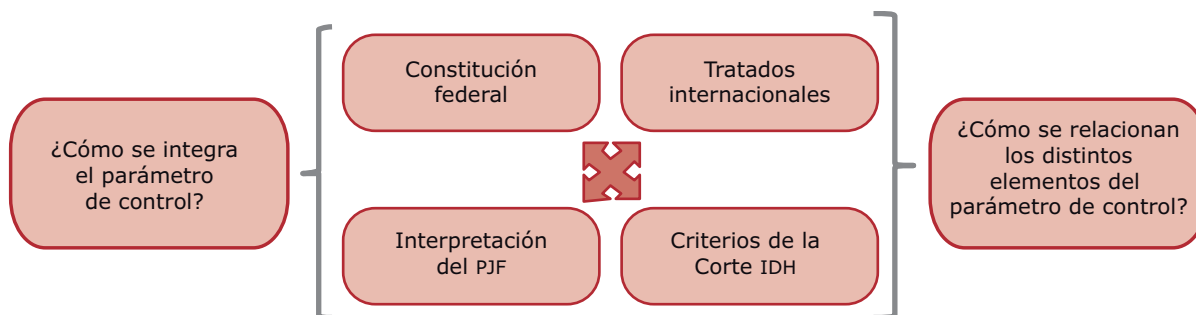 ¿Cómo se integra
el parámetro
de control?
Constitución
federal
Tratados
internacionales
Interpretación
del PJF
Criterios de la
Corte IDH
¿Cómo se relacionan
los distintos
elementos del
parámetro de control?